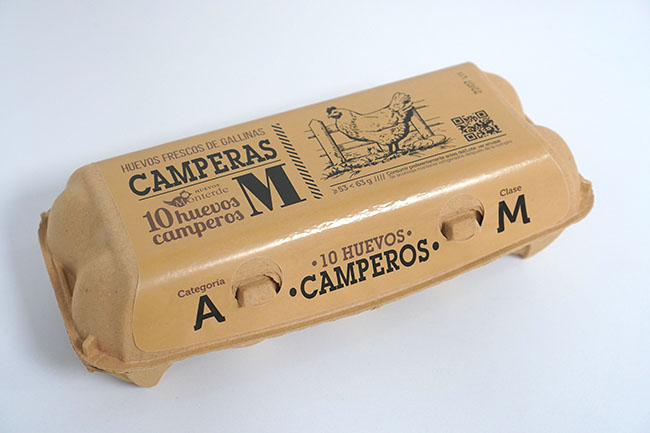 HUEVOS FRESCOS DE GALLINAS
CAMPERAS
HUEVOS
Monterde
10 huevos
camperos
M
≥53 < 63 g ////
Categoría
A
· 10 HUEVOS ·
·CAMPEROS·
Clase
M